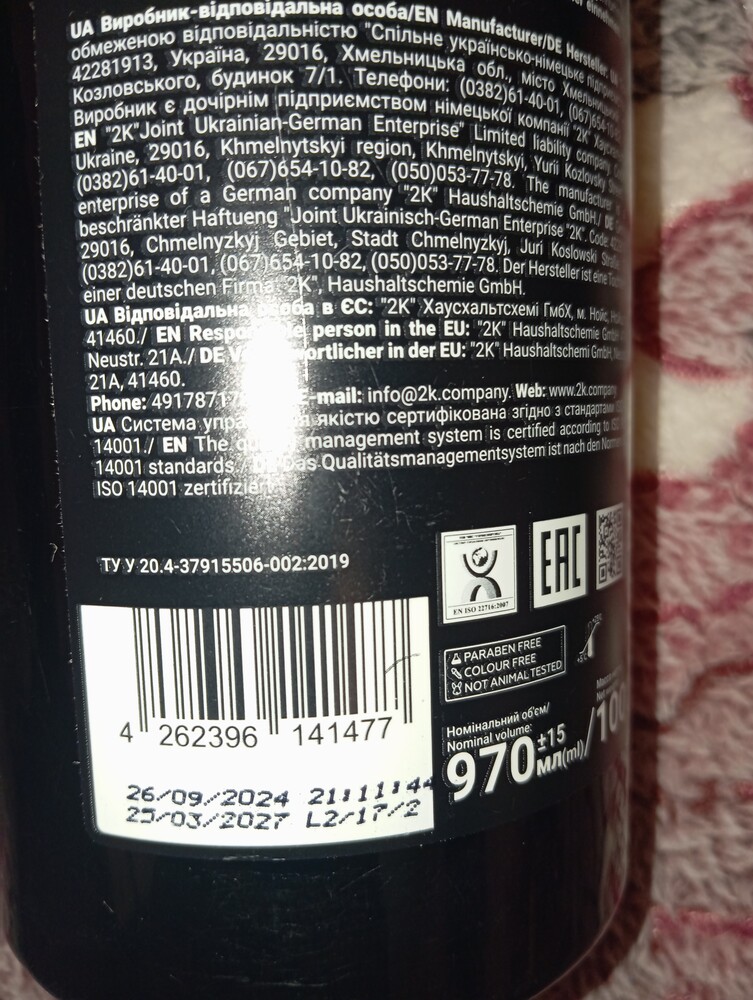 UA Виробник-відповідальна особа/EN Manufacturer/DE Hersteller: UA
обмеженою відповідальністю "Спільне українсько-німецьке
42281913, Україна, 29016, Хмельницька обл., місто
Козловського, будинок 7/1. Телефони: (0382)61-40-01,
Виробник є дочірнім підприємством німецької компанії "2К"
EN "2K"Joint Ukrainian-German Enterprise" Limited liability company
Ukraine, 29016, Khmelnytskyi region, Khmelnytskyi, Yurii Kozlovsky
(0382)61-40-01, (067)654-10-82, (050)053-77-78. The manufacturer
enterprise of a German company "2K" Haushaltschemie GmbH./ DE
beschränkter Haftueng "Joint Ukrainisch-German Enterprise "2K". Code:
29016, Chmelnyzkyj Gebiet, Stadt Chmelnyzkyj, Juri Koslowski
(0382)61-40-01, (067)654-10-82, (050)053-77-78. Der Hersteller ist eine
einer deutschen Firma "2K", Haushaltschemie GmbH.
UA Відповідальна особа в ЄС: "2К" Хаусхальтсхемі ГмбХ, м. Нойс,
41460./ EN Responsible person in the EU: "2K" Haushaltschemie GmbH
Neustr. 21A./ DE Verantwortlicher in der EU: "2K" Haushaltschemi GmbH,
21A, 41460.
Phone: E-mail: info@2k.company. Web: www.2k.company
UA Система якістю сертифікована згідно з стандартами
14001./ EN The quality management system is certified according to ISO
14001 standards./ DE Das Qualitätsmanagementsystem ist nach den
ISO 14001 zertifiziert
ТУ У 20.4-37915506-002:2019
EN ISO 22716:2007
EAC
PARABEN FREE
COLOUR FREE
NOT ANIMAL TESTED
Номінальний об'єм/
Nominal volume:
970±15 мл(ml)
4 262396 141477
26/09/2024 21:11:44
25/03/2027 L2/17/2